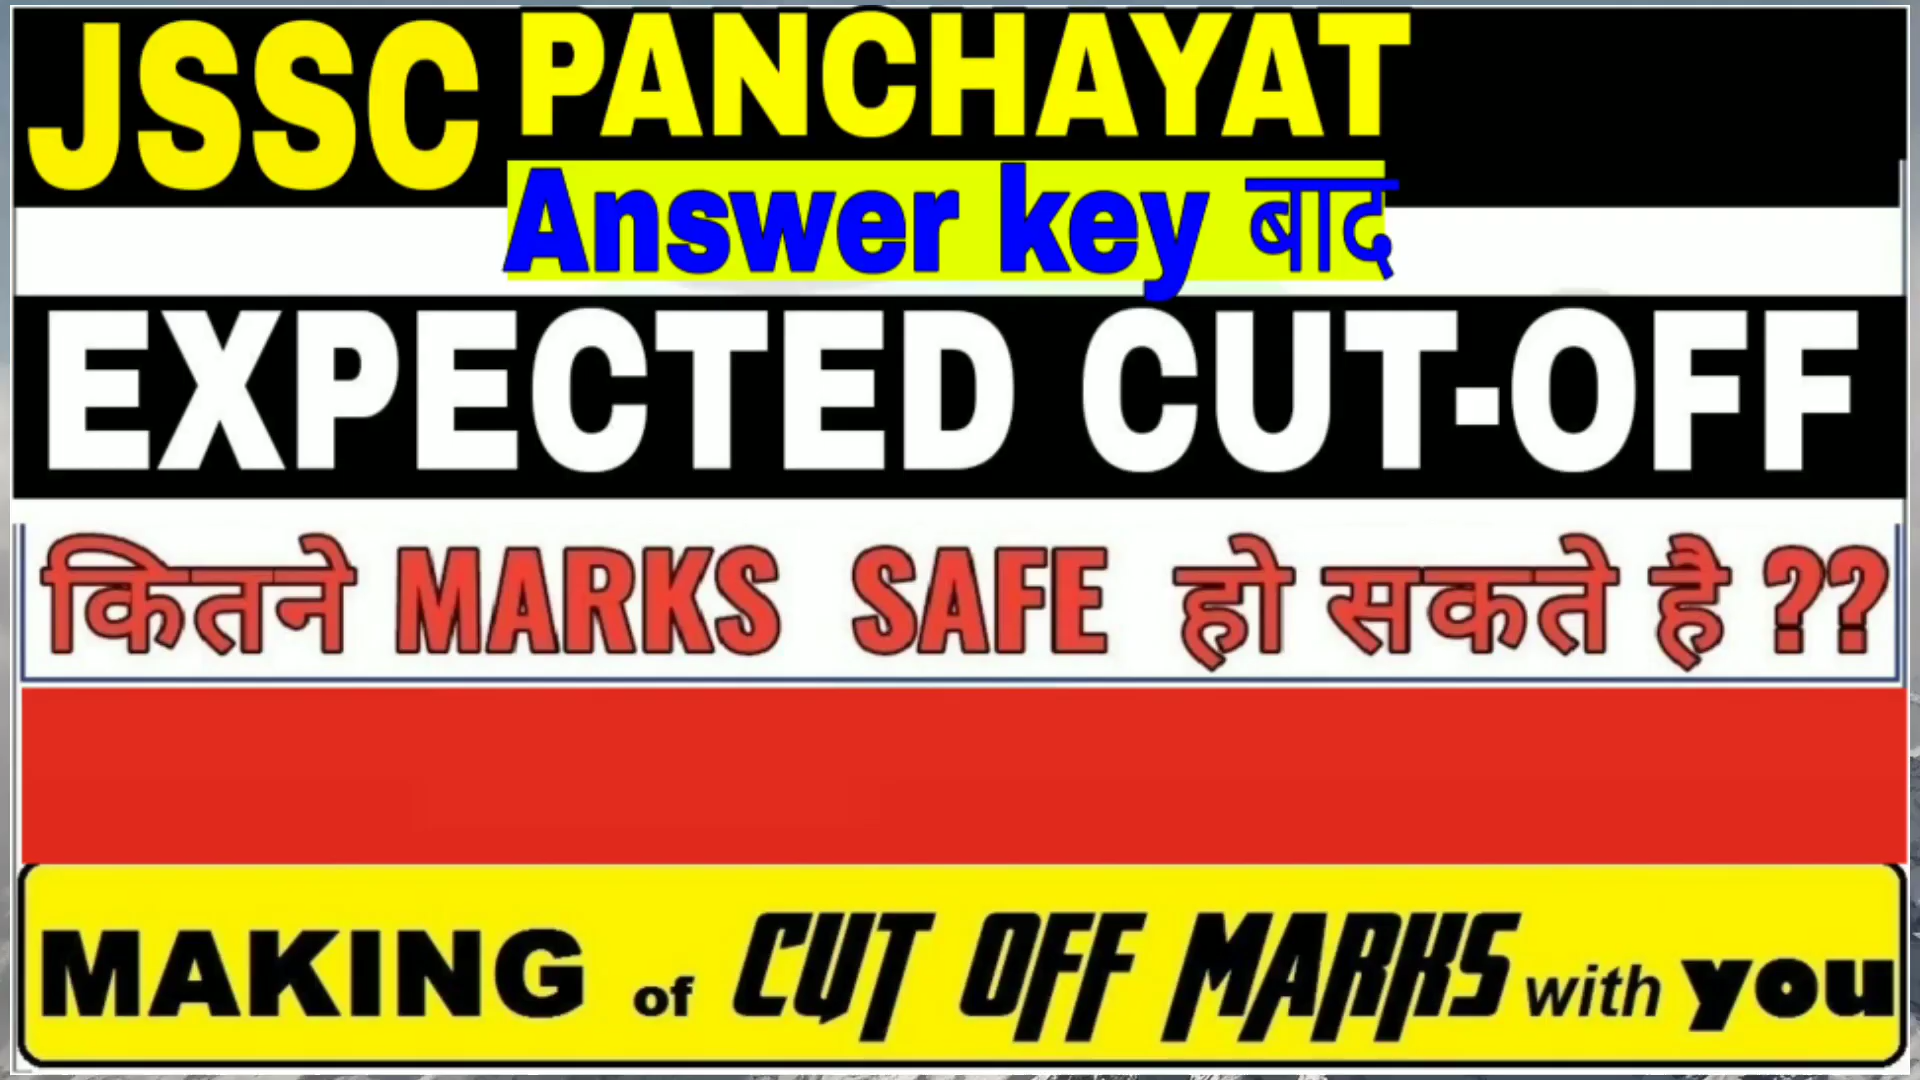 JSSC PANCHAYAT
Answer key बाद
EXPECTED CUT-OFF
कितने MARKS SAFE हो सकते है ??
MAKING of CUT OFF MARKS with you